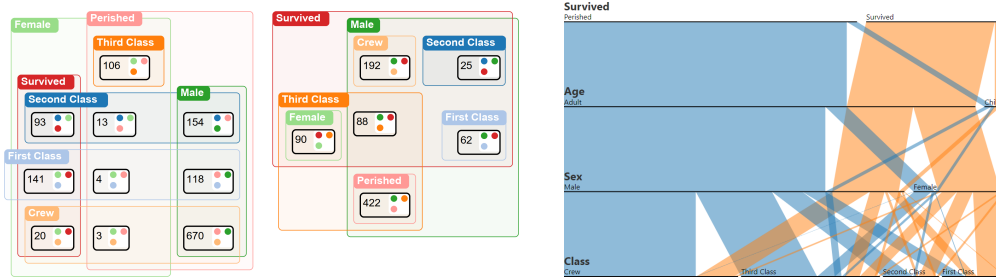 Female
Perished
Third Class
106
Survived
Second Class
Male
93
13
154
First Class
141
4
118
Crew
20
3
670
Survived
Male
Crew
Second Class
192
25
Third Class
Female
88
First Class
90
62
Perished
422
Survived
Perished
Survived
Age
Adult
Sex
Male
Female
Class
Crew
Third Class
Second Class
First Class